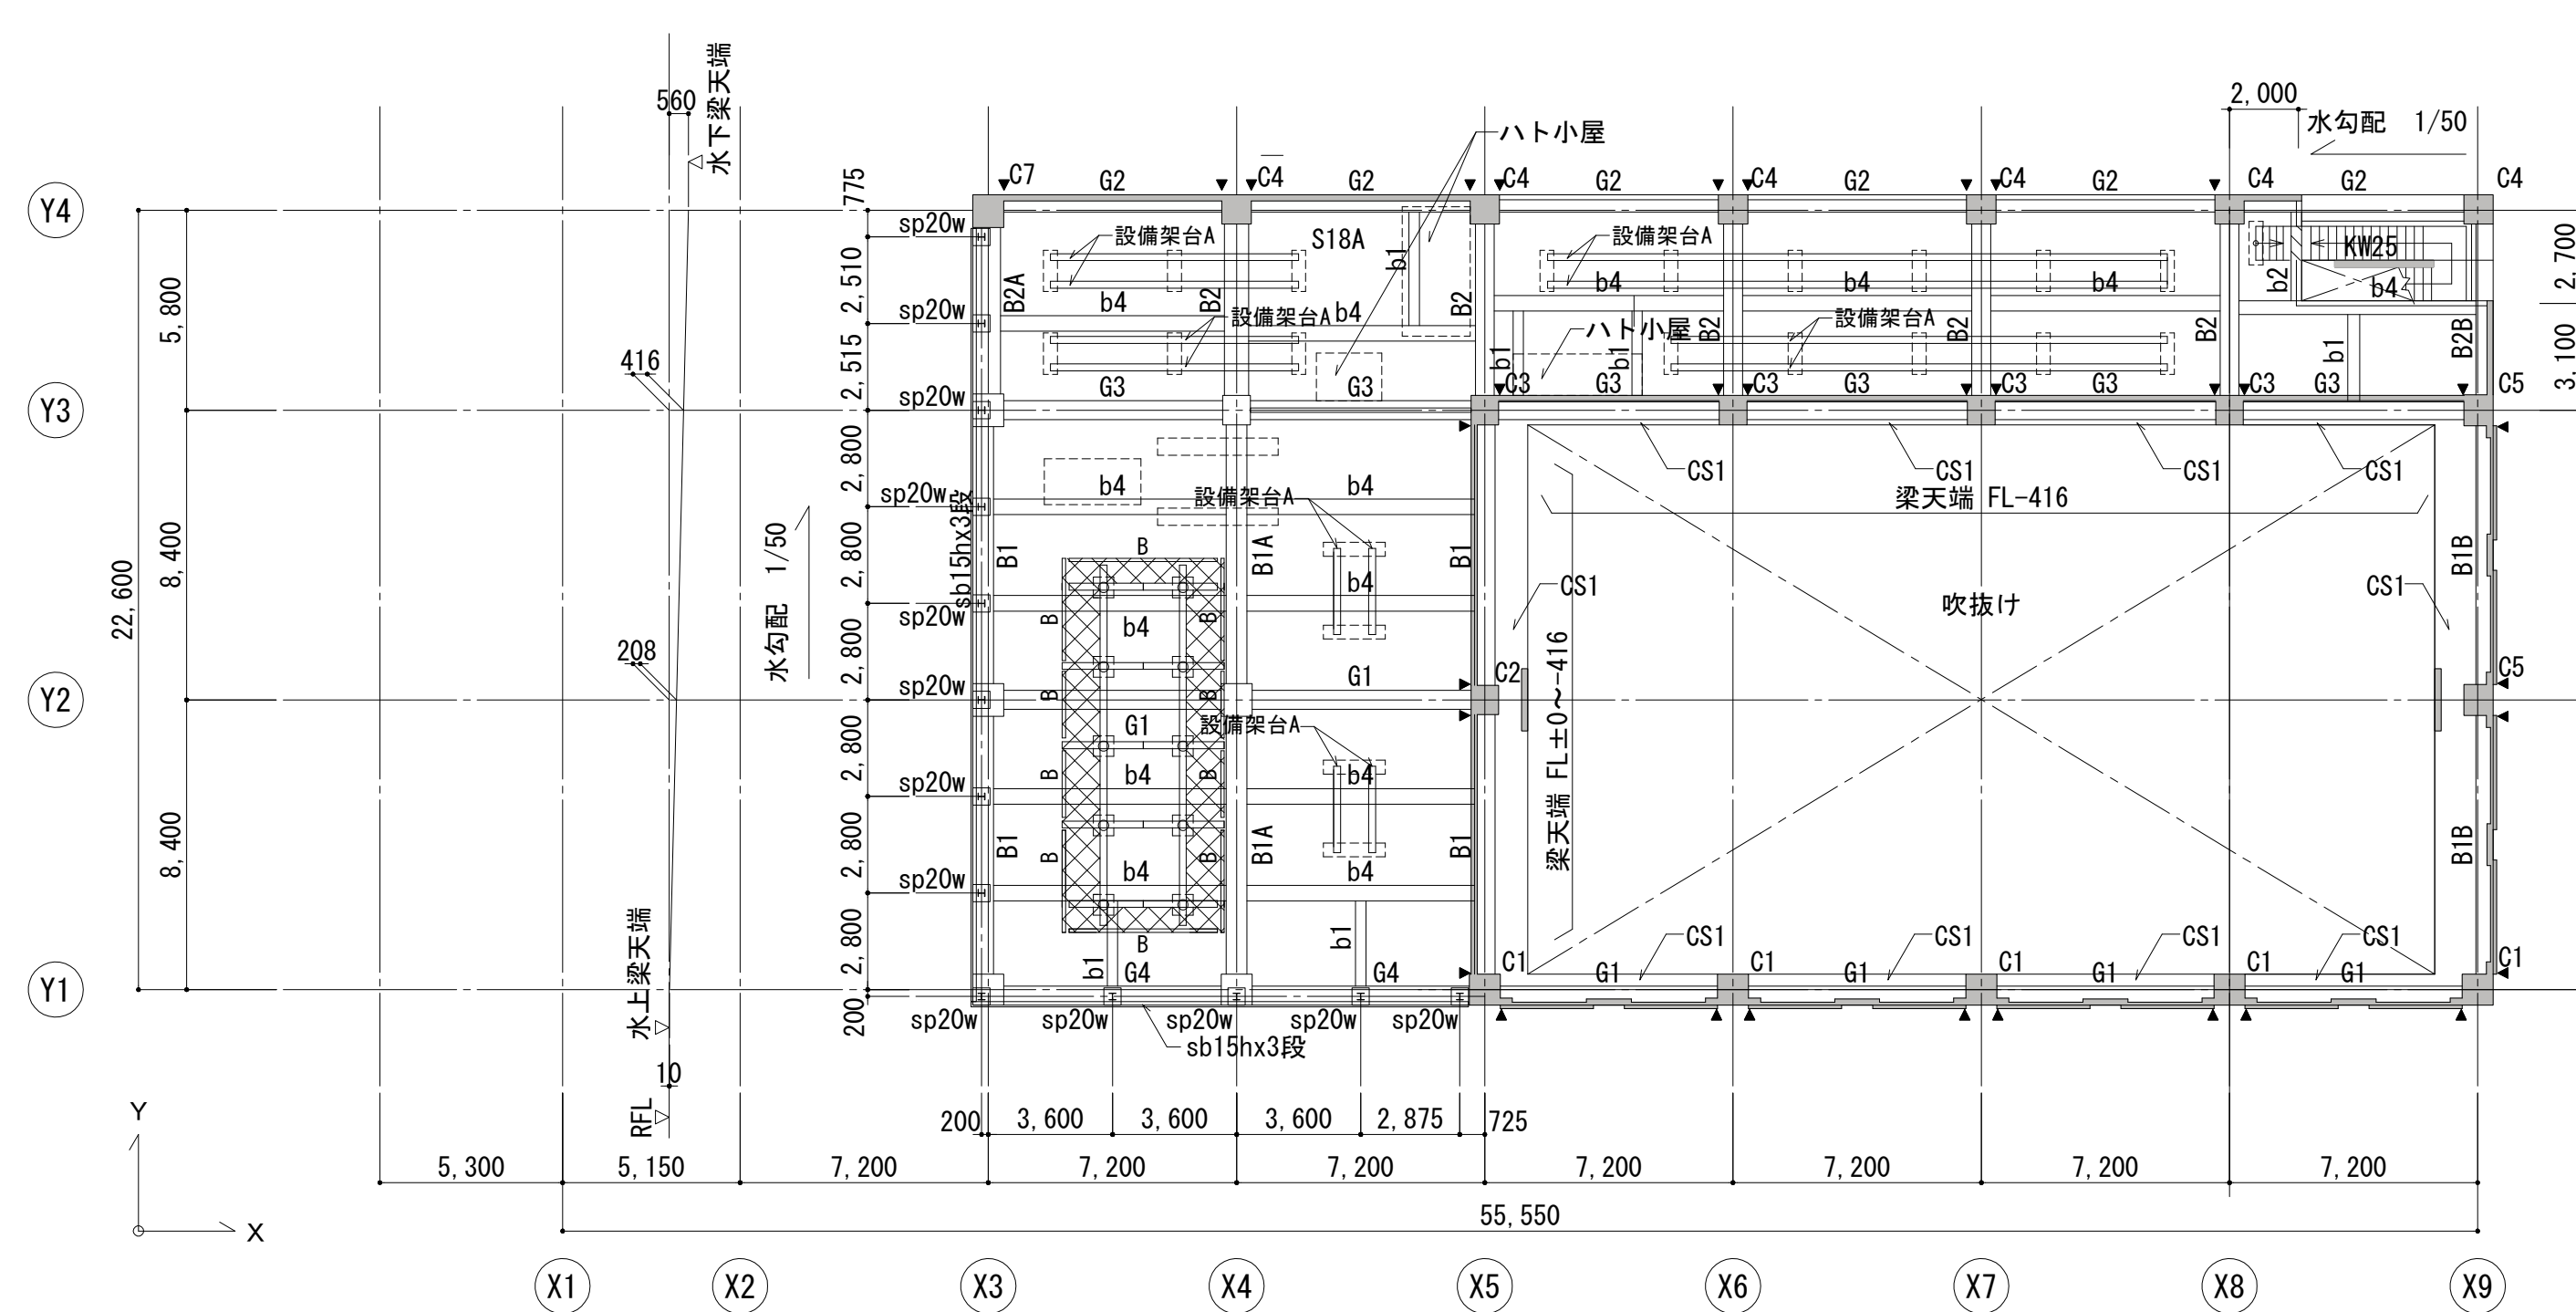 560
水下梁天端
2,000
水勾配 1/50
ハト小屋
775
C7
G2
C4
G2
C4
G2
C4
G2
C4
G2
C4
G2
C4
Y4
sp20w
設備架台A
S18A
設備架台A
KW25
b1
b2
b4
2,700
2,510
5,800
B2A
b4
B2
B2
b4
b4
b4
sp20w
設備架台A
b4
ハト小屋
設備架台A
B2
B2
B2
B2B
b1
b1
b1
3,100
2,515
416
Y3
sp20w
G3
G3
C3
G3
C3
G3
C3
G3
C3
G3
C5
2,800
CS1
CS1
CS1
CS1
sp20w
b4
設備架台A
b4
梁天端 FL-416
sb15hx3段
8,400
2,800
水勾配 1/50
B1
B
B1A
B1
B1B
b4
CS1
CS1
22,600
sp20w
B
b4
B
吹抜け
208
2,800
梁天端 FL±0～-416
Y2
sp20w
B
B
G1
C2
C5
G1
設備架台A
2,800
B
b4
B
b4
sp20w
8,400
2,800
B1
B
B1A
B1
B1B
sp20w
B
b4
b4
2,800
B
b1
b1
CS1
CS1
CS1
CS1
水上梁天端
Y1
G4
G4
C1
G1
C1
G1
C1
G1
C1
G1
C1
200
sp20w
sp20w
sp20w
sp20w
sp20w
sb15hx3段
10
RFL
Y
X
200
3,600
3,600
3,600
2,875
725
5,300
5,150
7,200
7,200
7,200
7,200
7,200
7,200
7,200
55,550
X1
X2
X3
X4
X5
X6
X7
X8
X9